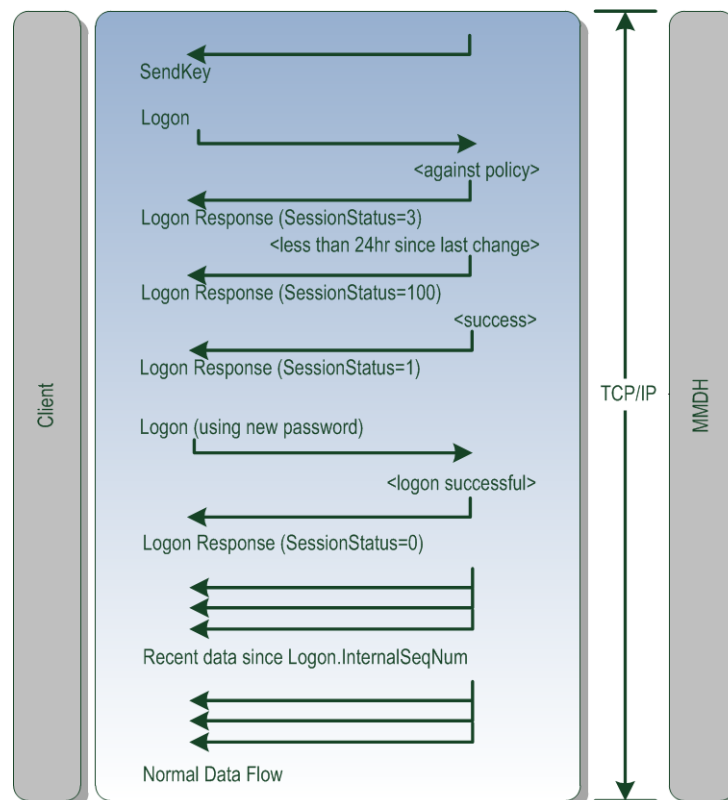 SendKey
Logon
<against policy>
Logon Response (SessionStatus=3)
<less than 24hr since last change>
Logon Response (SessionStatus=100)
<success>
Logon Response (SessionStatus=1)
Client
TCP/IP
MMDH
Logon (using new password)
<logon successful>
Logon Response (SessionStatus=0)
Recent data since Logon.InternalSeqNum
Normal Data Flow